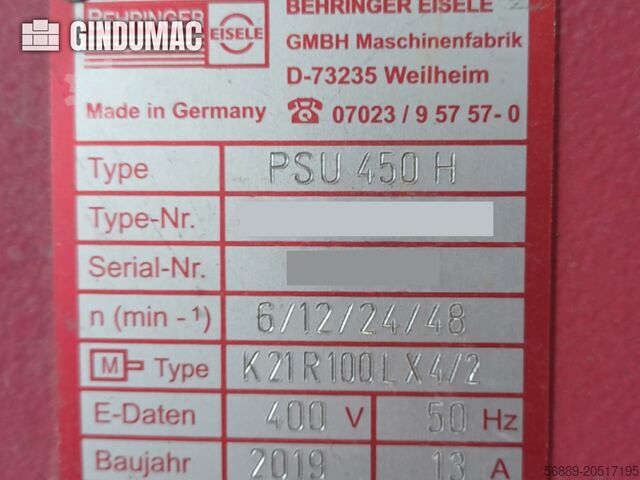 BEHRINGER EISELE
BEHRINGER
EISELE
GINDUMAC
GMBH Maschinenfabrik
D-73235 Weilheim
Made in Germany ☎ 07023 / 9 57 57- 0
Type PSU 450 H
Type-Nr.
Serial-Nr.
n (min -¹) 6/12/24/48
M Type K21R100LX4/2
E-Daten 400 V 50 Hz
Baujahr 2019 13 A
56889-20517195